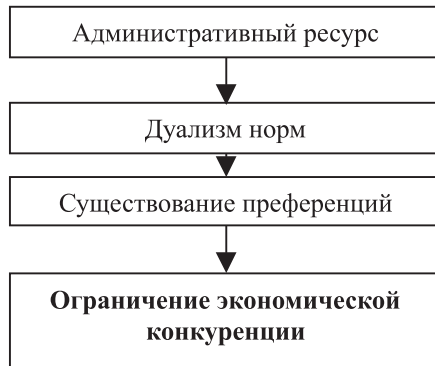 Административный ресурс
Дуализм норм
Существование преференций
Ограничение экономической
конкуренции